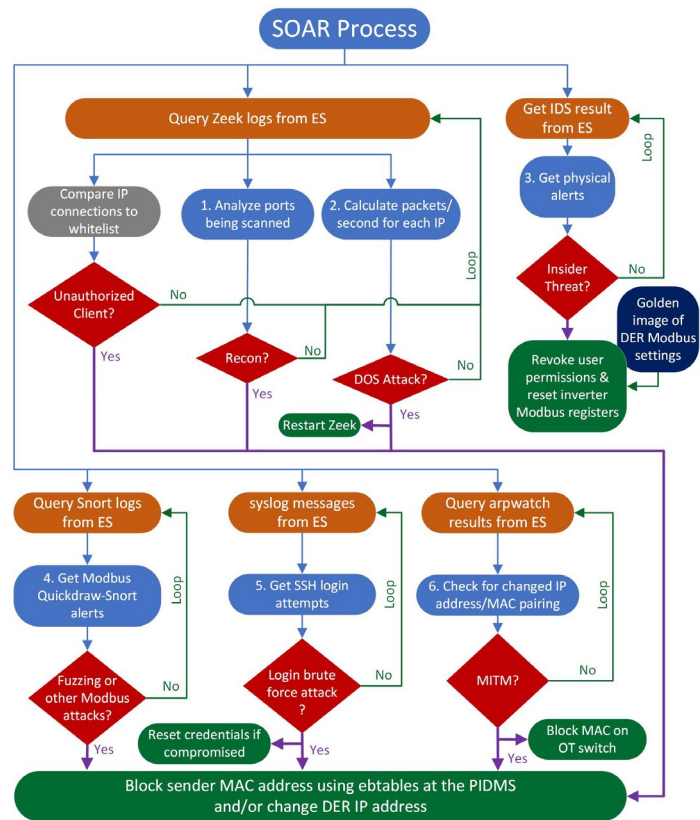 SOAR Process
Query Zeek logs from ES
Get IDS result
from ES
Loop
Compare IP
connections to
whitelist
1. Analyze ports
being scanned
2. Calculate packets/
second for each IP
Loop
3. Get physical
alerts
Unauthorized
Client?
No
Insider
Threat?
No
Yes
Recon?
No
Yes
DOS Attack?
No
Yes
Restart Zeek
Golden
image of
DER Modbus
settings
Revoke user
permissions &
reset inverter
Modbus registers
Query Snort logs
from ES
syslog messages
from ES
Query arpwatch
results from ES
4. Get Modbus
Quickdraw-Snort
alerts
Loop
5. Get SSH login
attempts
Loop
6. Check for changed IP
address/MAC pairing
Loop
Fuzzing or
other Modbus
attacks?
No
Yes
Login brute
force attack
?
No
Yes
Reset credentials if
compromised
MITM?
No
Yes
Block MAC on
OT switch
Block sender MAC address using ebtables at the PIDMS
and/or change DER IP address